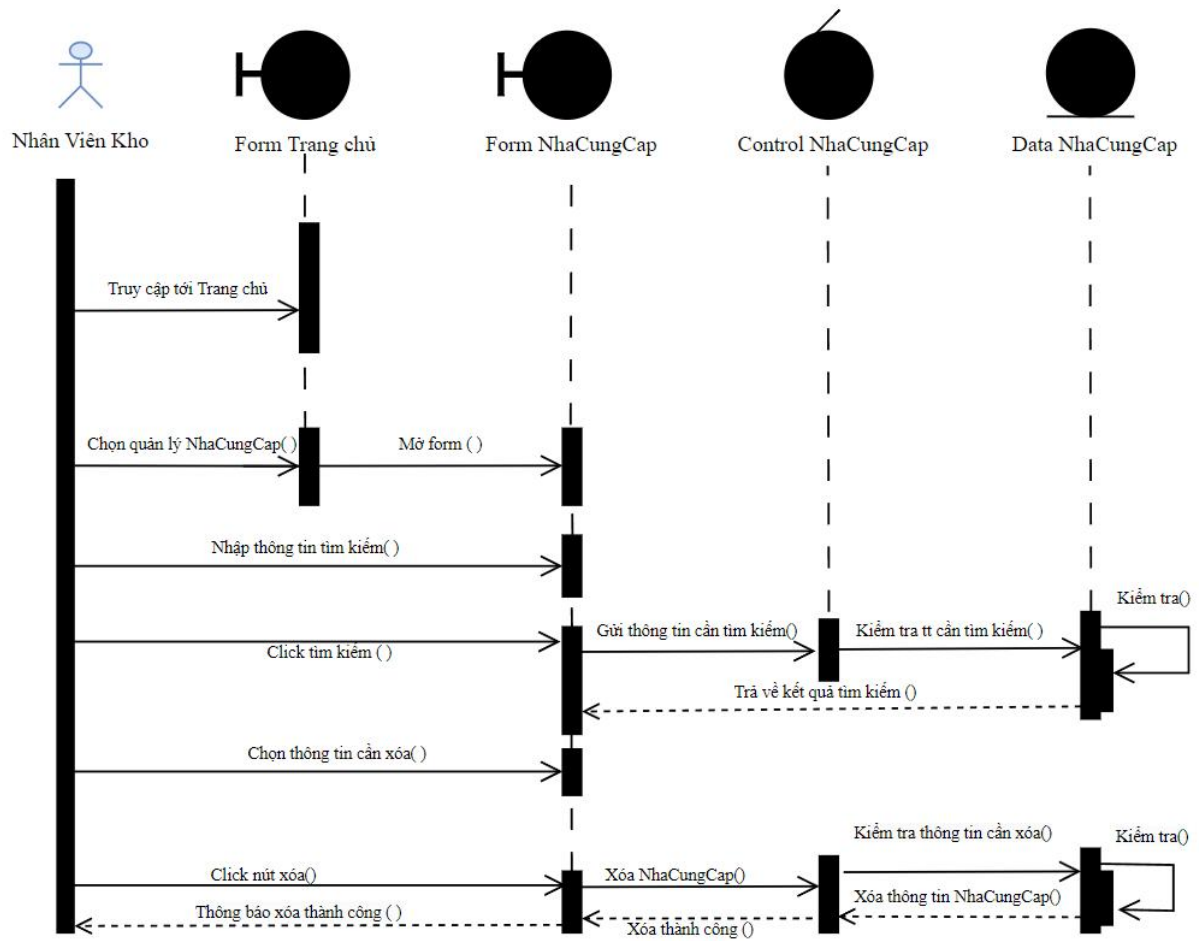 Nhân Viên Kho
Form Trang chủ
Form NhaCungCap
Control NhaCungCap
Data NhaCungCap
Truy cập tới Trang chủ
Chọn quản lý NhaCungCap( )
Mở form ( )
Nhập thông tin tìm kiếm( )
Kiểm tra()
Click tìm kiếm ( )
Gửi thông tin cần tìm kiếm()
Kiểm tra tt cần tìm kiếm( )
Trả về kết quả tìm kiếm ()
Chọn thông tin cần xóa( )
Kiểm tra thông tin cần xóa()
Kiểm tra()
Click nút xóa()
Xóa NhaCungCap()
Xóa thông tin NhaCungCap()
Thông báo xóa thành công ( )
Xóa thành công ()